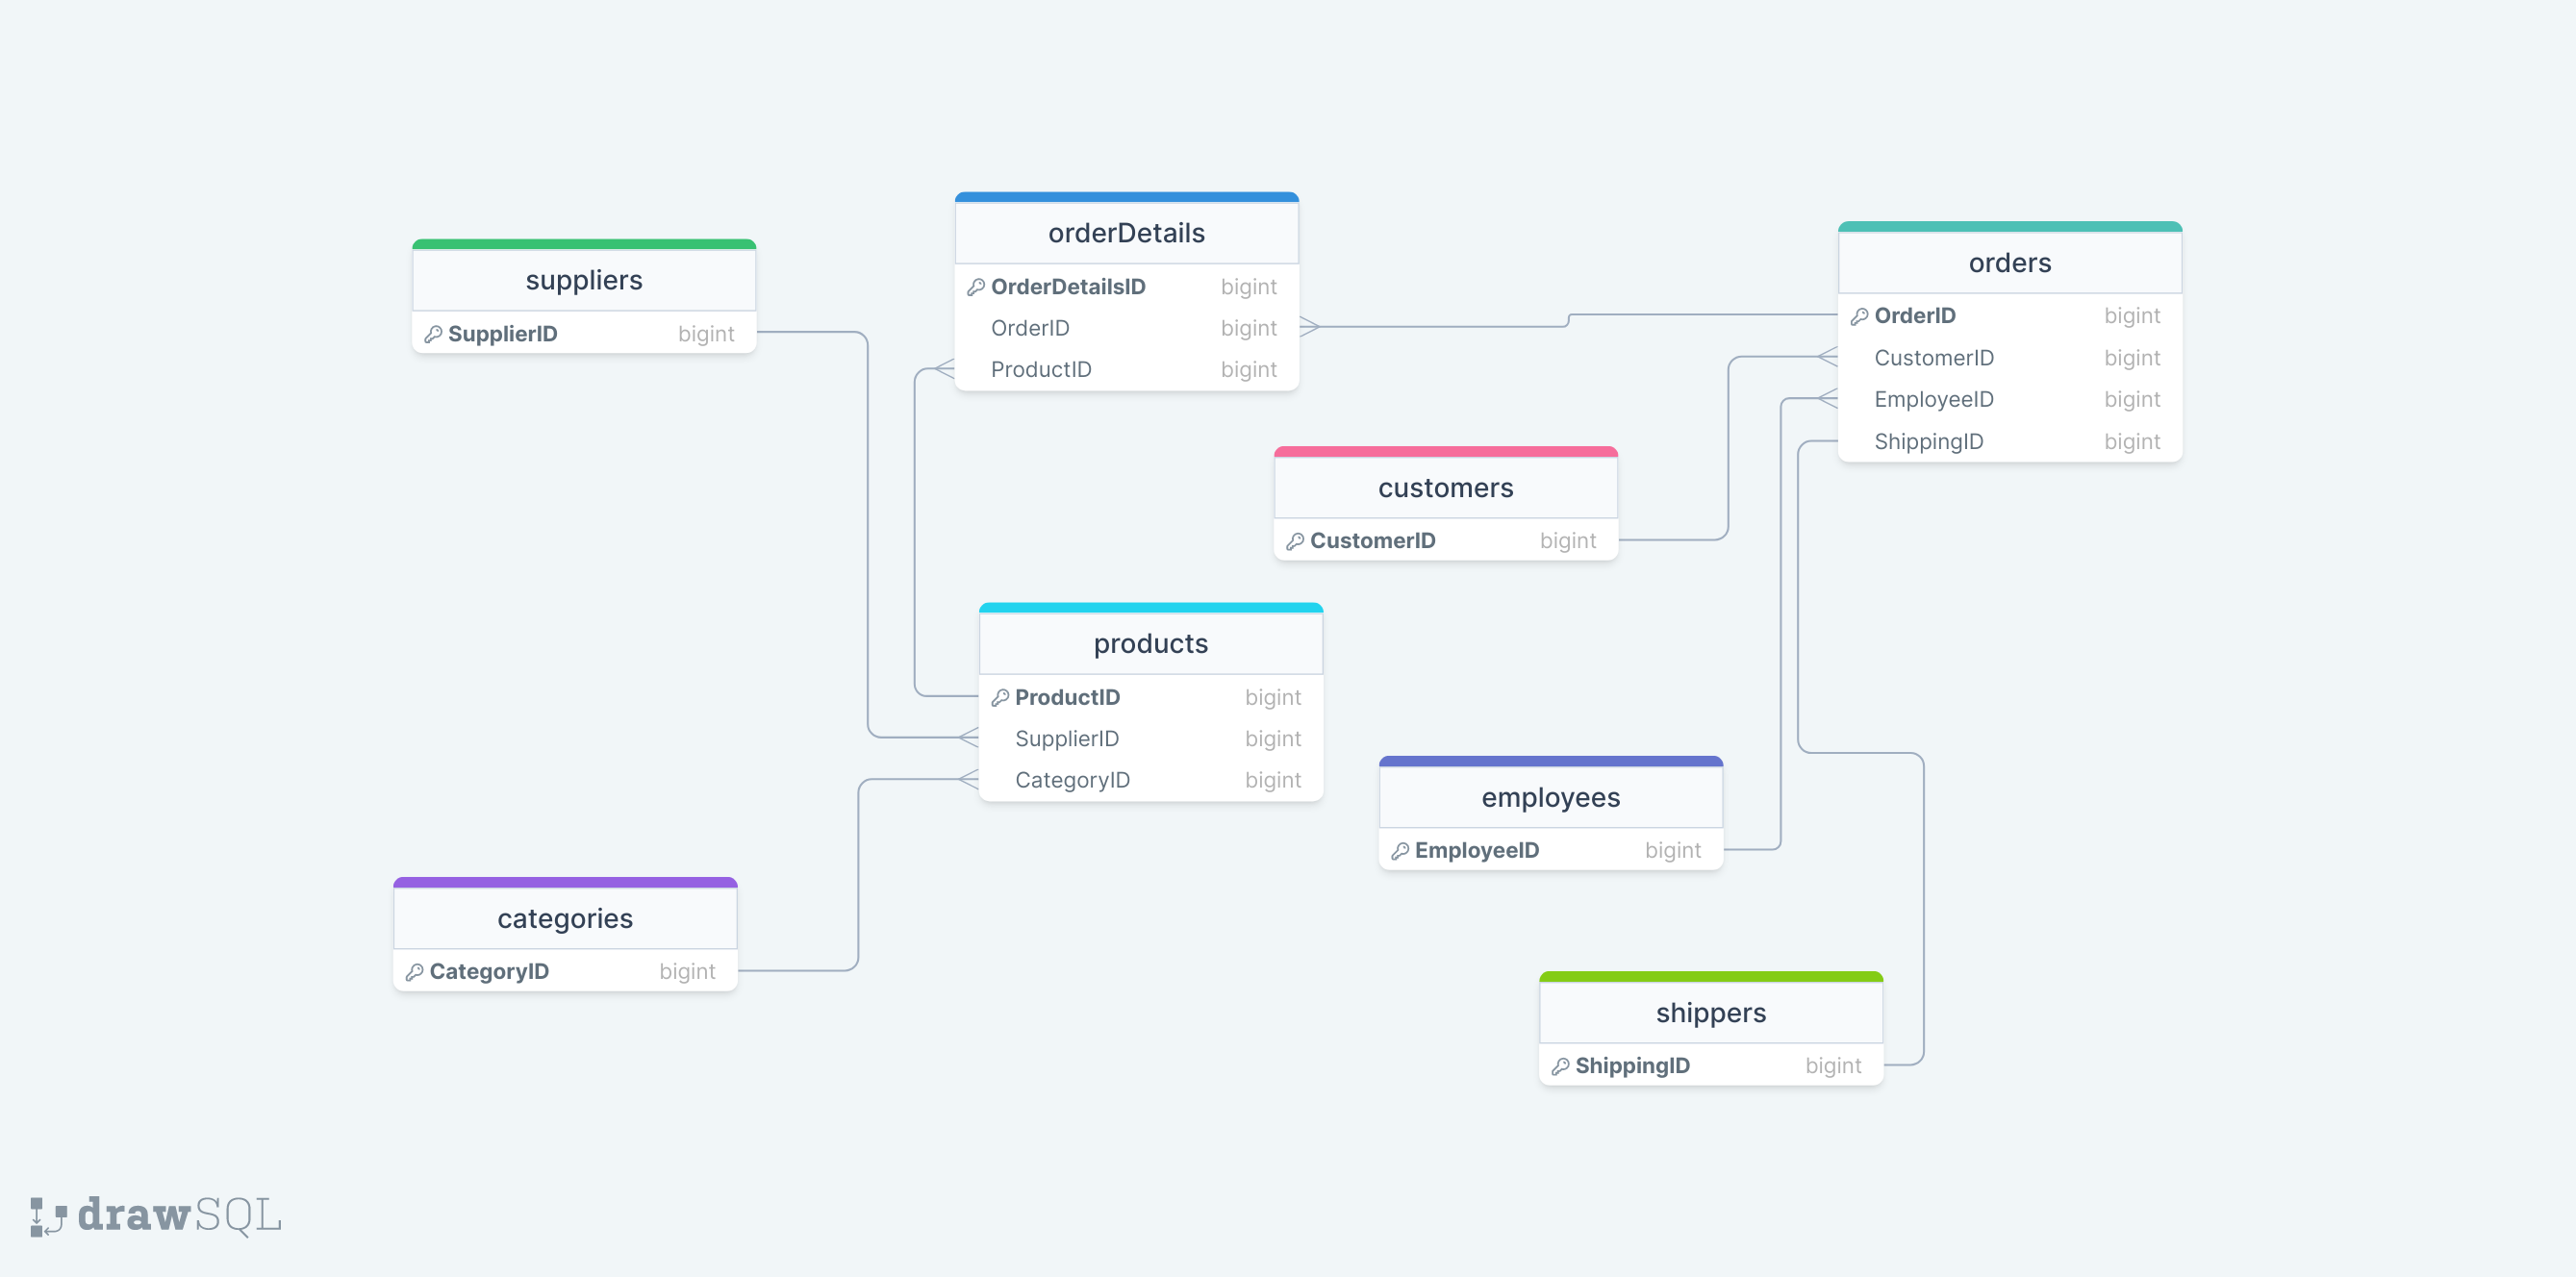 suppliers
SupplierID bigint
orderDetails
OrderDetailsID bigint
OrderID bigint
ProductID bigint
orders
OrderID bigint
CustomerID bigint
EmployeeID bigint
ShippingID bigint
customers
CustomerID bigint
products
ProductID bigint
SupplierID bigint
CategoryID bigint
employees
EmployeeID bigint
categories
CategoryID bigint
shippers
ShippingID bigint
drawSQL